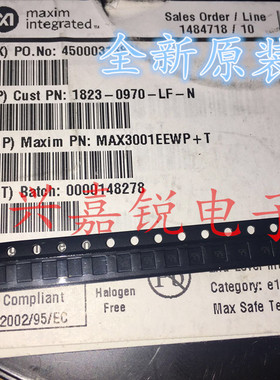 maxim
integrated™
Sales Order / Line
1484718 / 10
全新原装
K) PO.No: 450003
P) Cust PN: 1823-0970-LF-N
P) Maxim PN: MAX3001EEWP+T
T) Batch: 0000148278
兴嘉锐电子
Compliant
2002/95/EC
Halogen
Free
Category: e1
Max Safe Te